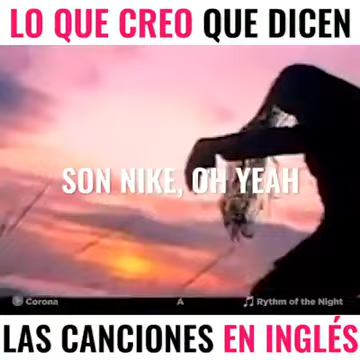 LO QUE CREO QUE DICEN
SON NIKE, OH YEAH
Corona A Rythm of the Night
LAS CANCIONES EN INGLÉS